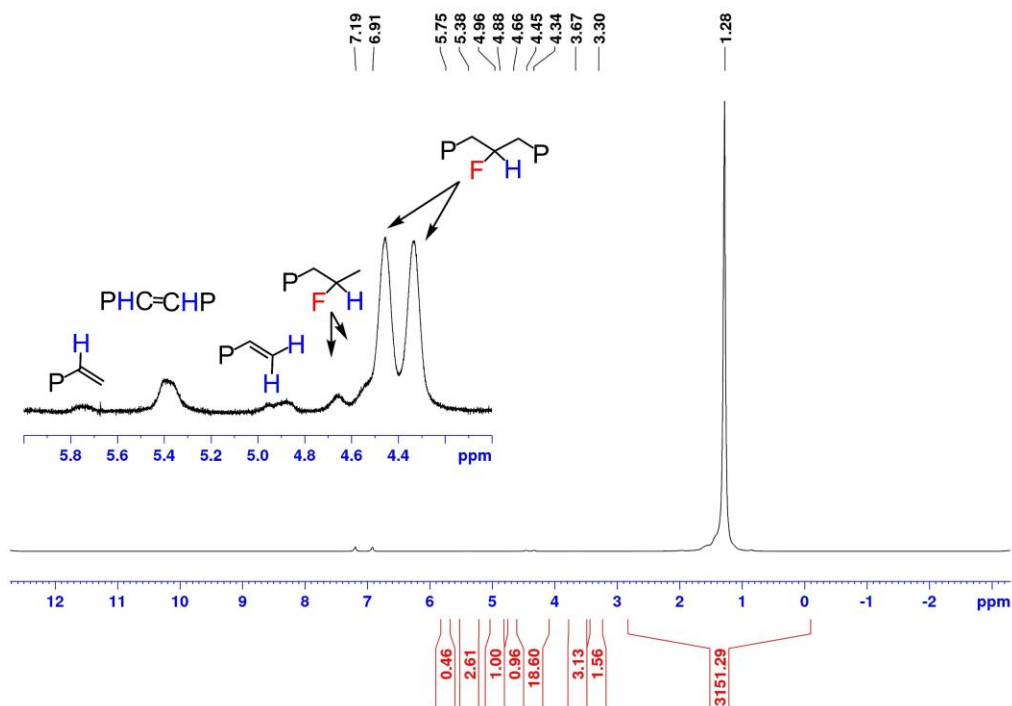 7.19
6.91
5.75
5.38
4.96
4.88
4.66
4.45
4.34
3.67
3.30
1.28
P P
F H
P
F H
PHC=CHP
H
P
P H
H
5.8 5.6 5.4 5.2 5.0 4.8 4.6 4.4 ppm
12 11 10 9 8 7 6 5 4 3 2 1 0 -1 -2 ppm
0.46
2.61
1.00
0.96
18.60
3.13
1.56
3151.29